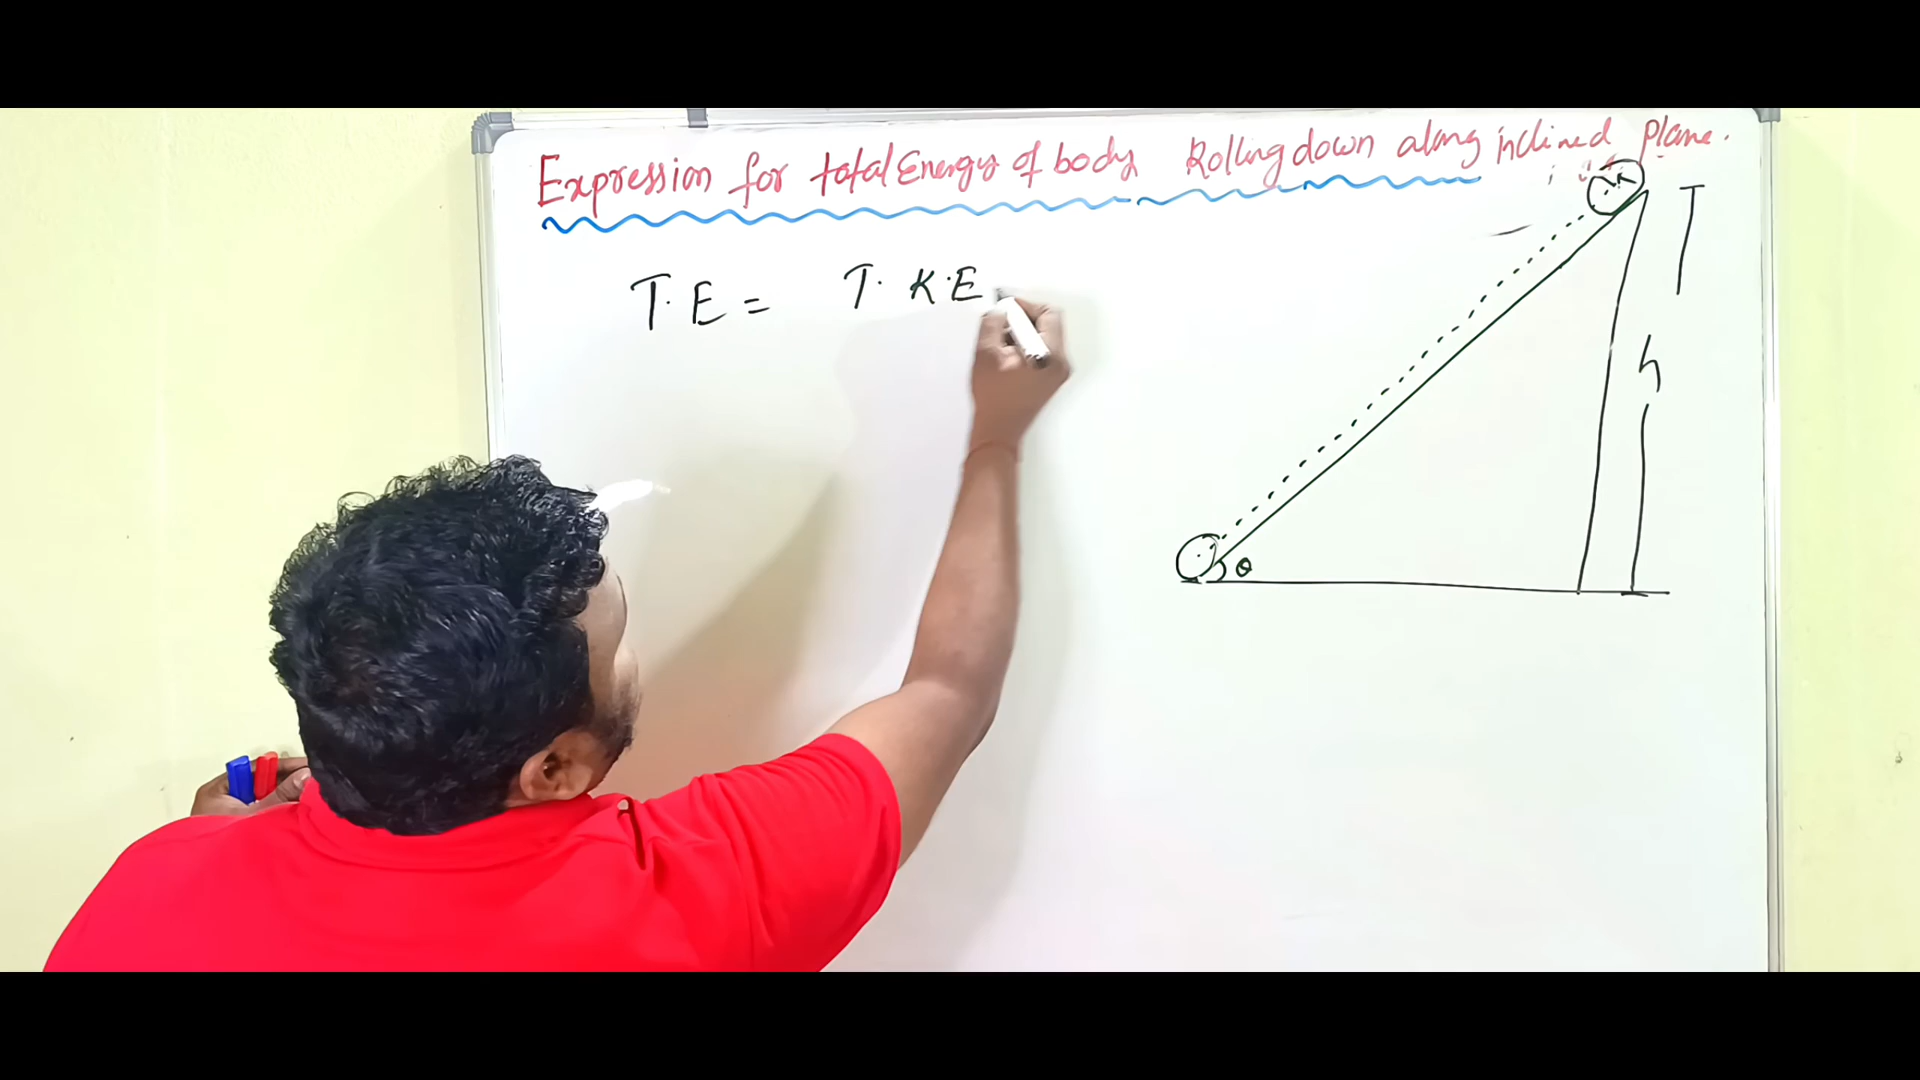 Expression for total Energy of body Rolling down along inclined plane.
T.E = T. K.E
h
θ